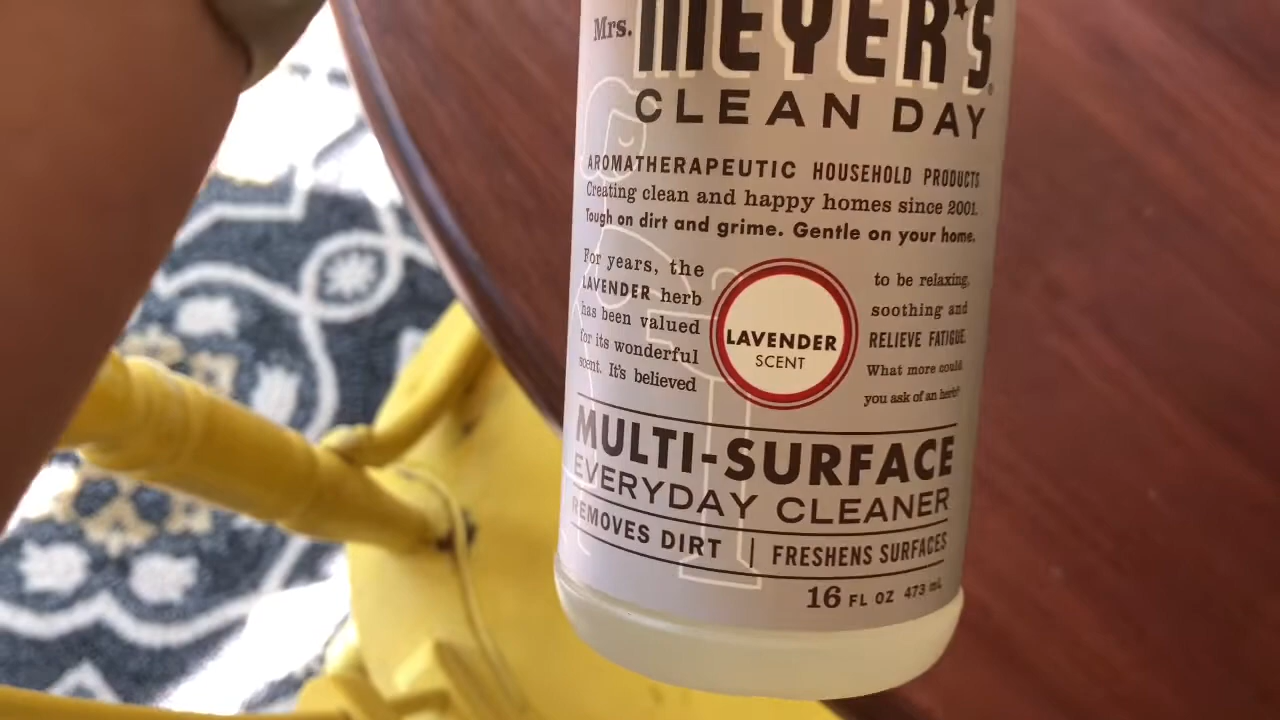 Mrs. MEYER'S
CLEAN DAY
AROMATHERAPEUTIC HOUSEHOLD PRODUCTS
Creating clean and happy homes since 2001.
Tough on dirt and grime. Gentle on your home.
For years, the
LAVENDER herb
has been valued
for its wonderful
scent. It's believed
LAVENDER
SCENT
to be relaxing,
soothing and
RELIEVE FATIGUE.
What more could
you ask of an herb?
MULTI-SURFACE
EVERYDAY CLEANER
REMOVES DIRT | FRESHENS SURFACES
16 FL OZ 473 mL